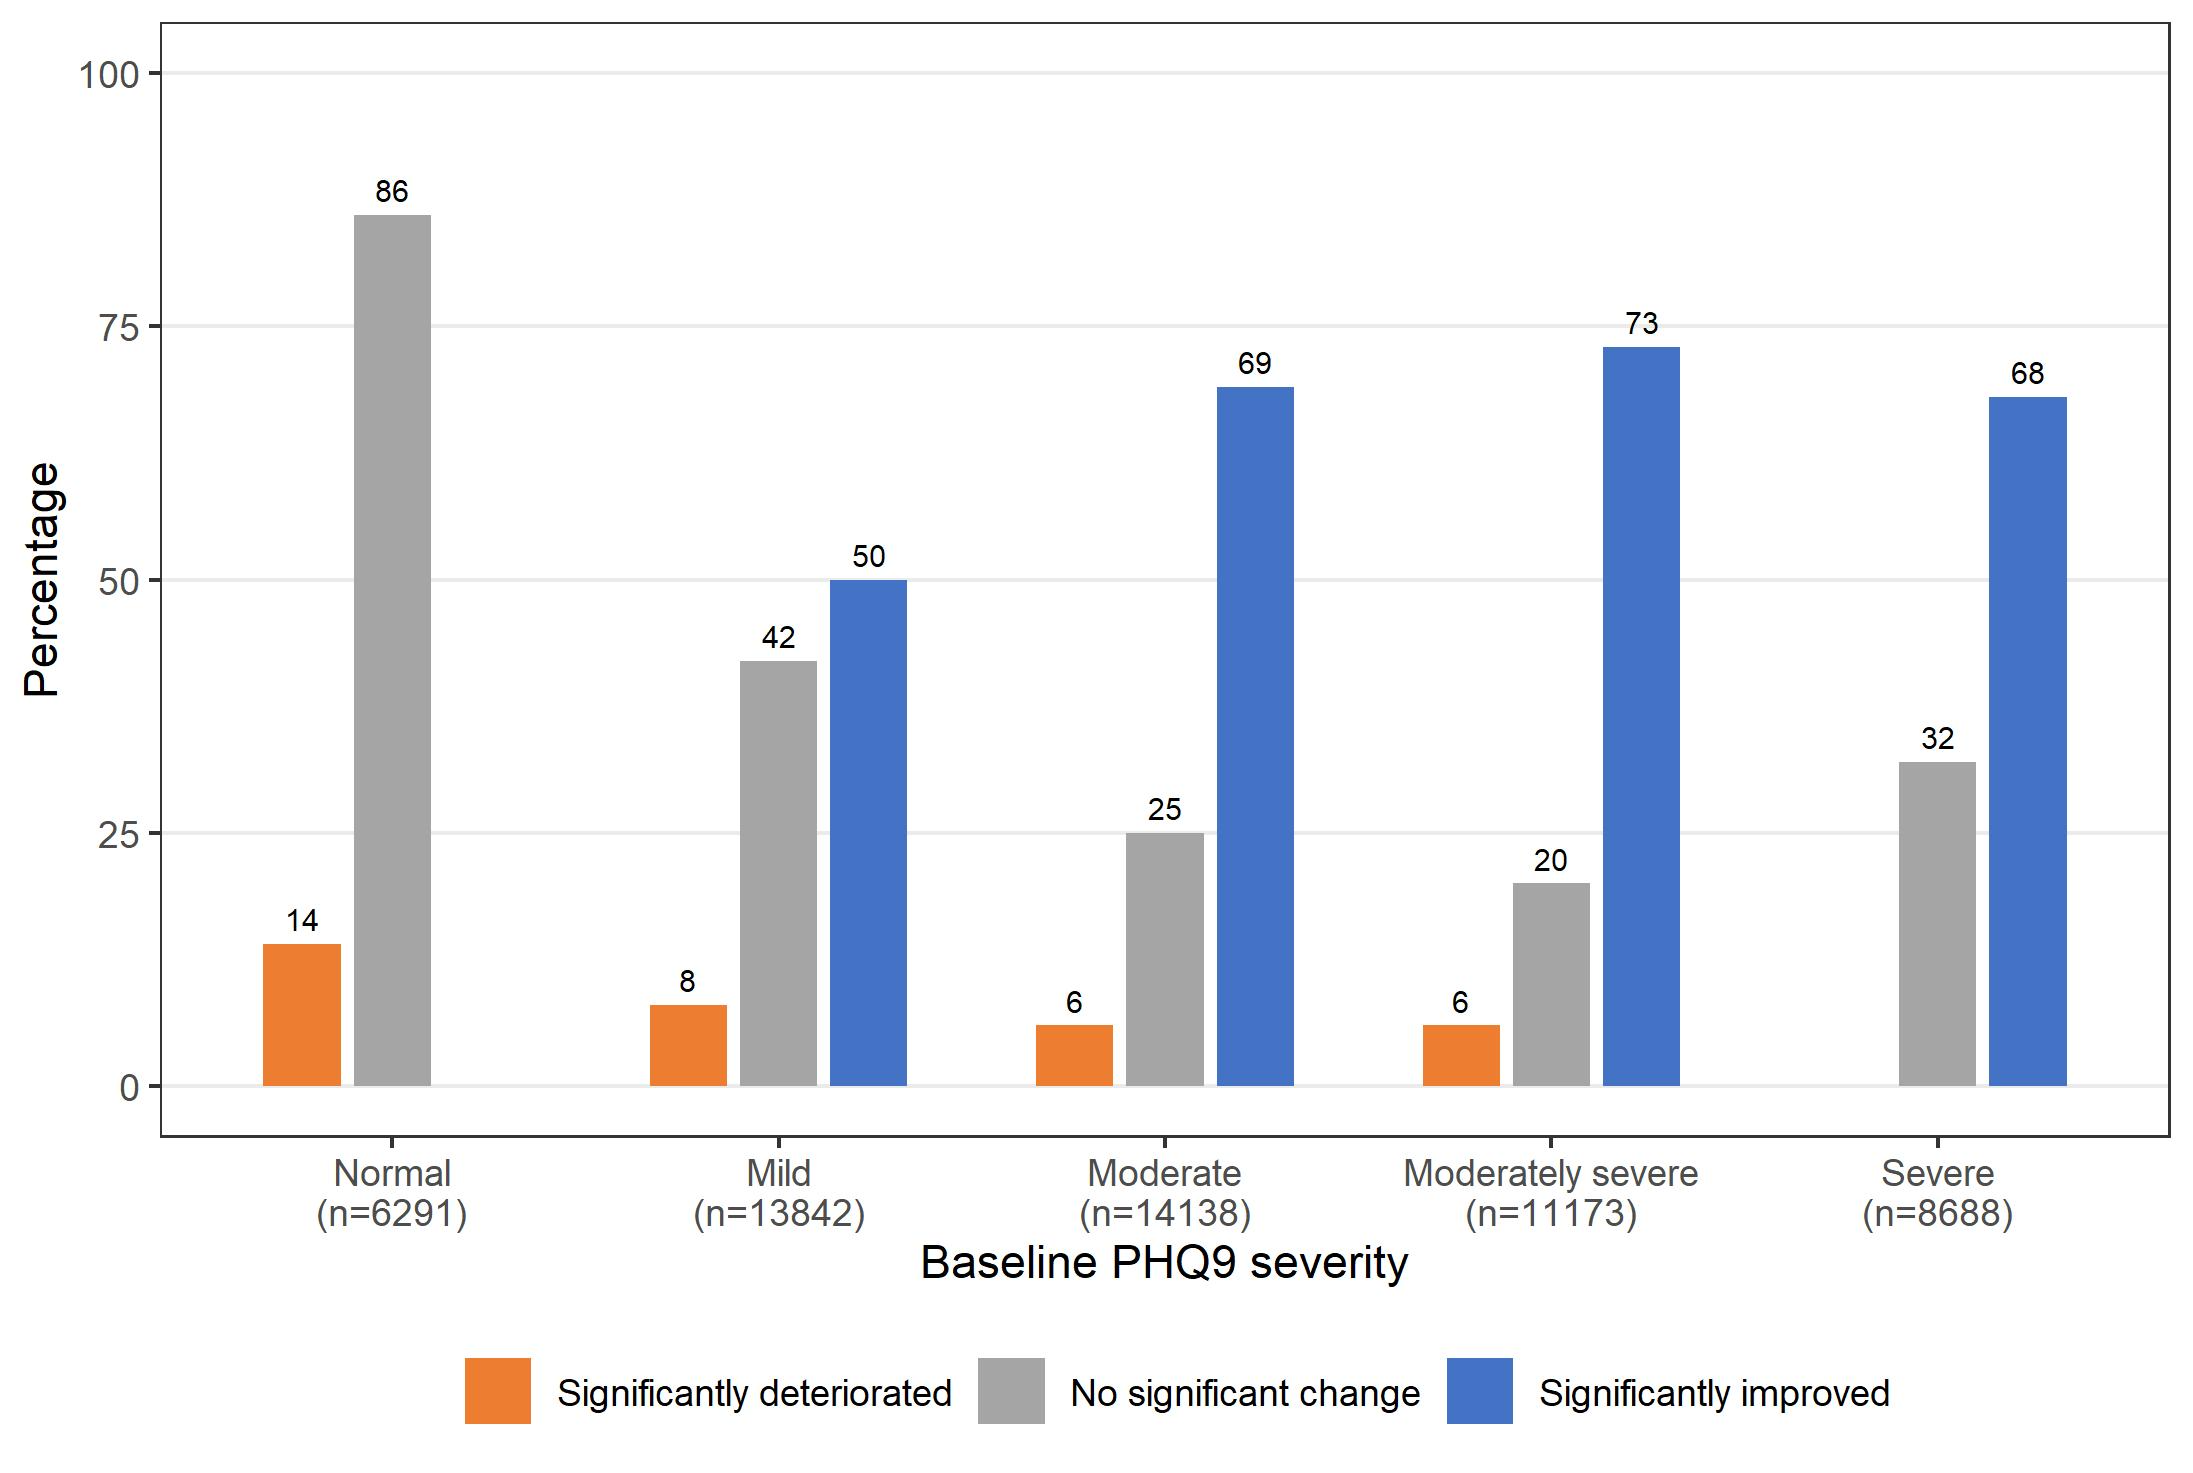 Percentage
100
75
50
25
0
14
86
8
42
50
6
25
69
6
20
73
32
68
Normal
(n=6291)
Mild
(n=13842)
Moderate
(n=14138)
Moderately severe
(n=11173)
Severe
(n=8688)
Baseline PHQ9 severity
Significantly deteriorated
No significant change
Significantly improved